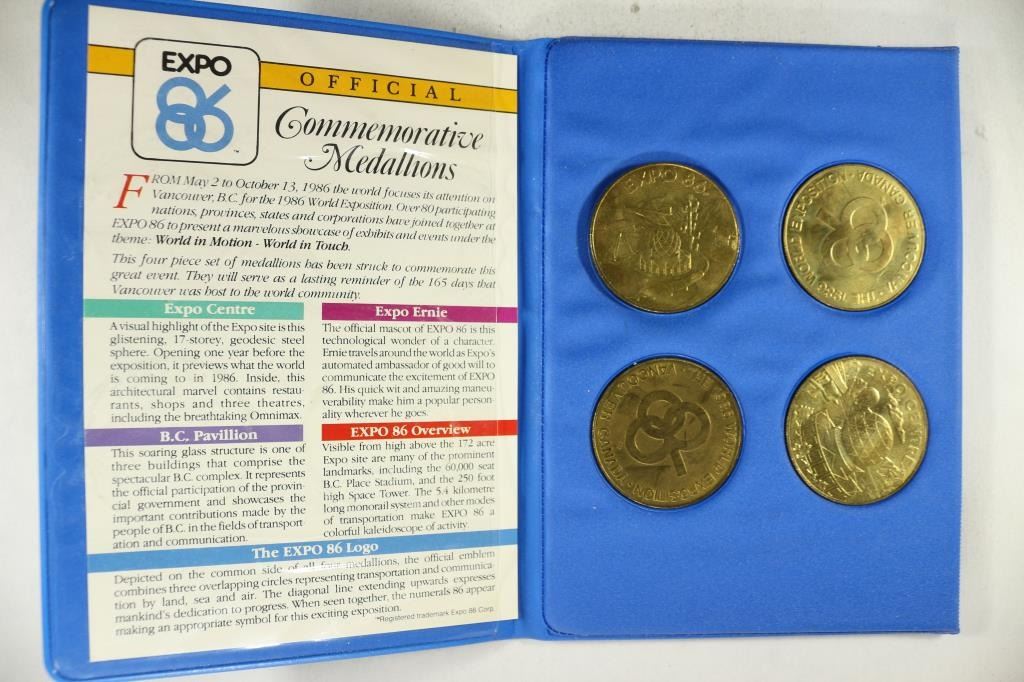 EXPO
86
™
OFFICIAL
Commemorative
Medallions
FROM May 2 to October 13, 1986 the world focuses its attention on
Vancouver, B.C. for the 1986 World Exposition. Over 80 participating
nations, provinces, states and corporations have joined together at
EXPO 86 to present a marvelous showcase of exhibits and events under the
theme: World in Motion - World in Touch.
This four piece set of medallions has been struck to commemorate this
great event. They will serve as a lasting reminder of the 165 days that
Vancouver was host to the world community.
Expo Centre
A visual highlight of the Expo site is this
glistening, 17-storey, geodesic steel
sphere. Opening one year before the
exposition, it previews what the world
is coming to in 1986. Inside, this
architectural marvel contains restau-
rants, shops and three theatres,
including the breathtaking Omnimax.
Expo Ernie
The official mascot of EXPO 86 is this
technological wonder of a character.
Ernie travels around the world as Expo's
automated ambassador of good will to
communicate the excitement of EXPO
86. His quick wit and amazing maneu-
verability make him a popular person-
ality wherever he goes.
B.C. Pavillion
This soaring glass structure is one of
three buildings that comprise the
spectacular B.C. complex. It represents
the official participation of the provin-
cial government and showcases the
important contributions made by the
people of B.C. in the fields of transport-
ation and communication.
EXPO 86 Overview
Visible from high above the 172 acre
Expo site are many of the prominent
landmarks, including the 60,000 seat
B.C. Place Stadium, and the 250 foot
high Space Tower. The 5.4 kilometre
long monorail system and other modes
of transportation make EXPO 86 a
colorful kaleidoscope of activity.
The EXPO 86 Logo
Depicted on the common side of all four medallions, the official emblem
combines three overlapping circles representing transportation and communica-
tion by land, sea and air. The diagonal line extending upwards expresses
mankind's dedication to progress. When seen together, the numerals 86 appear
making an appropriate symbol for this exciting exposition.
™Registered trademark Expo 86 Corp.
EXPO 86
THE 1986 WORLD EXPOSITION
CANADA
1986 WORLD EXPOSITION